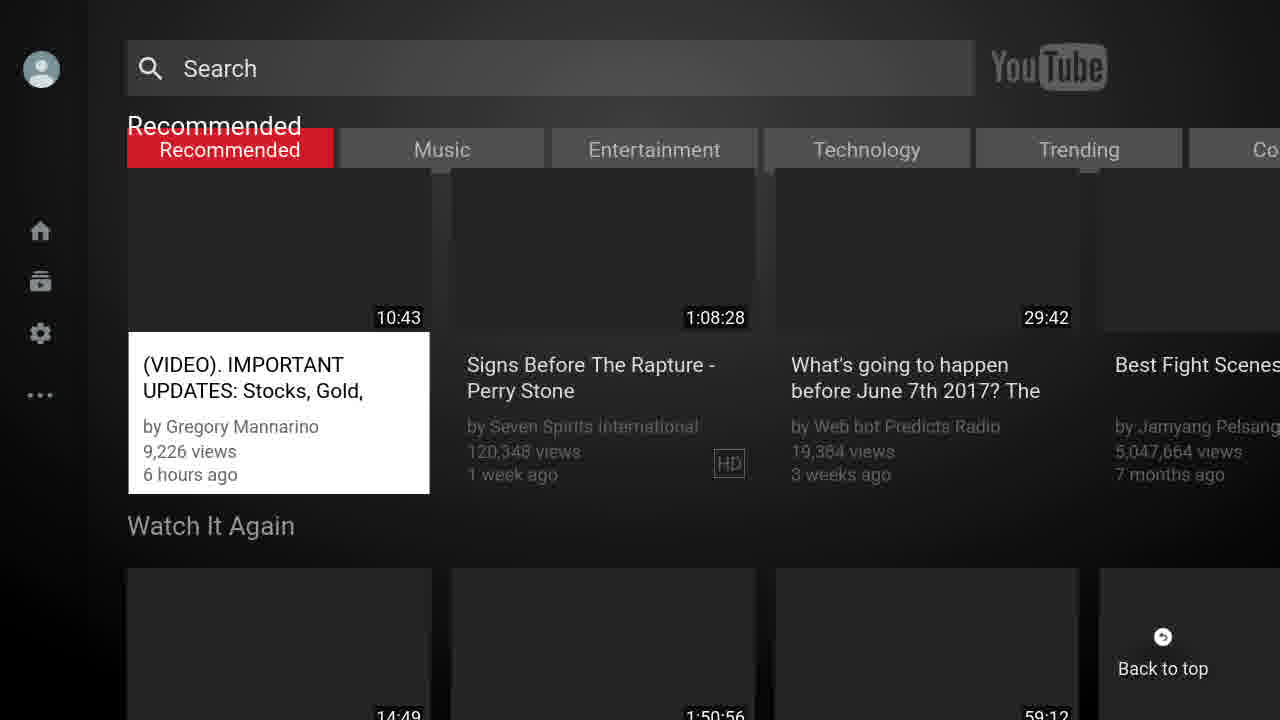 Search
YouTube
Recommended
Recommended
Music
Entertainment
Technology
Trending
Co
10:43
1:08:28
29:42
(VIDEO). IMPORTANT
UPDATES: Stocks, Gold,
by Gregory Mannarino
9,226 views
6 hours ago
Signs Before The Rapture -
Perry Stone
by Seven Spirits International
120,348 views
1 week ago
HD
What's going to happen
before June 7th 2017? The
by Web bot Predicts Radio
19,384 views
3 weeks ago
Best Fight Scenes
by Jamyang Pelsang
5,047,664 views
7 months ago
Watch It Again
Back to top
14:49
1:50:56
59:12